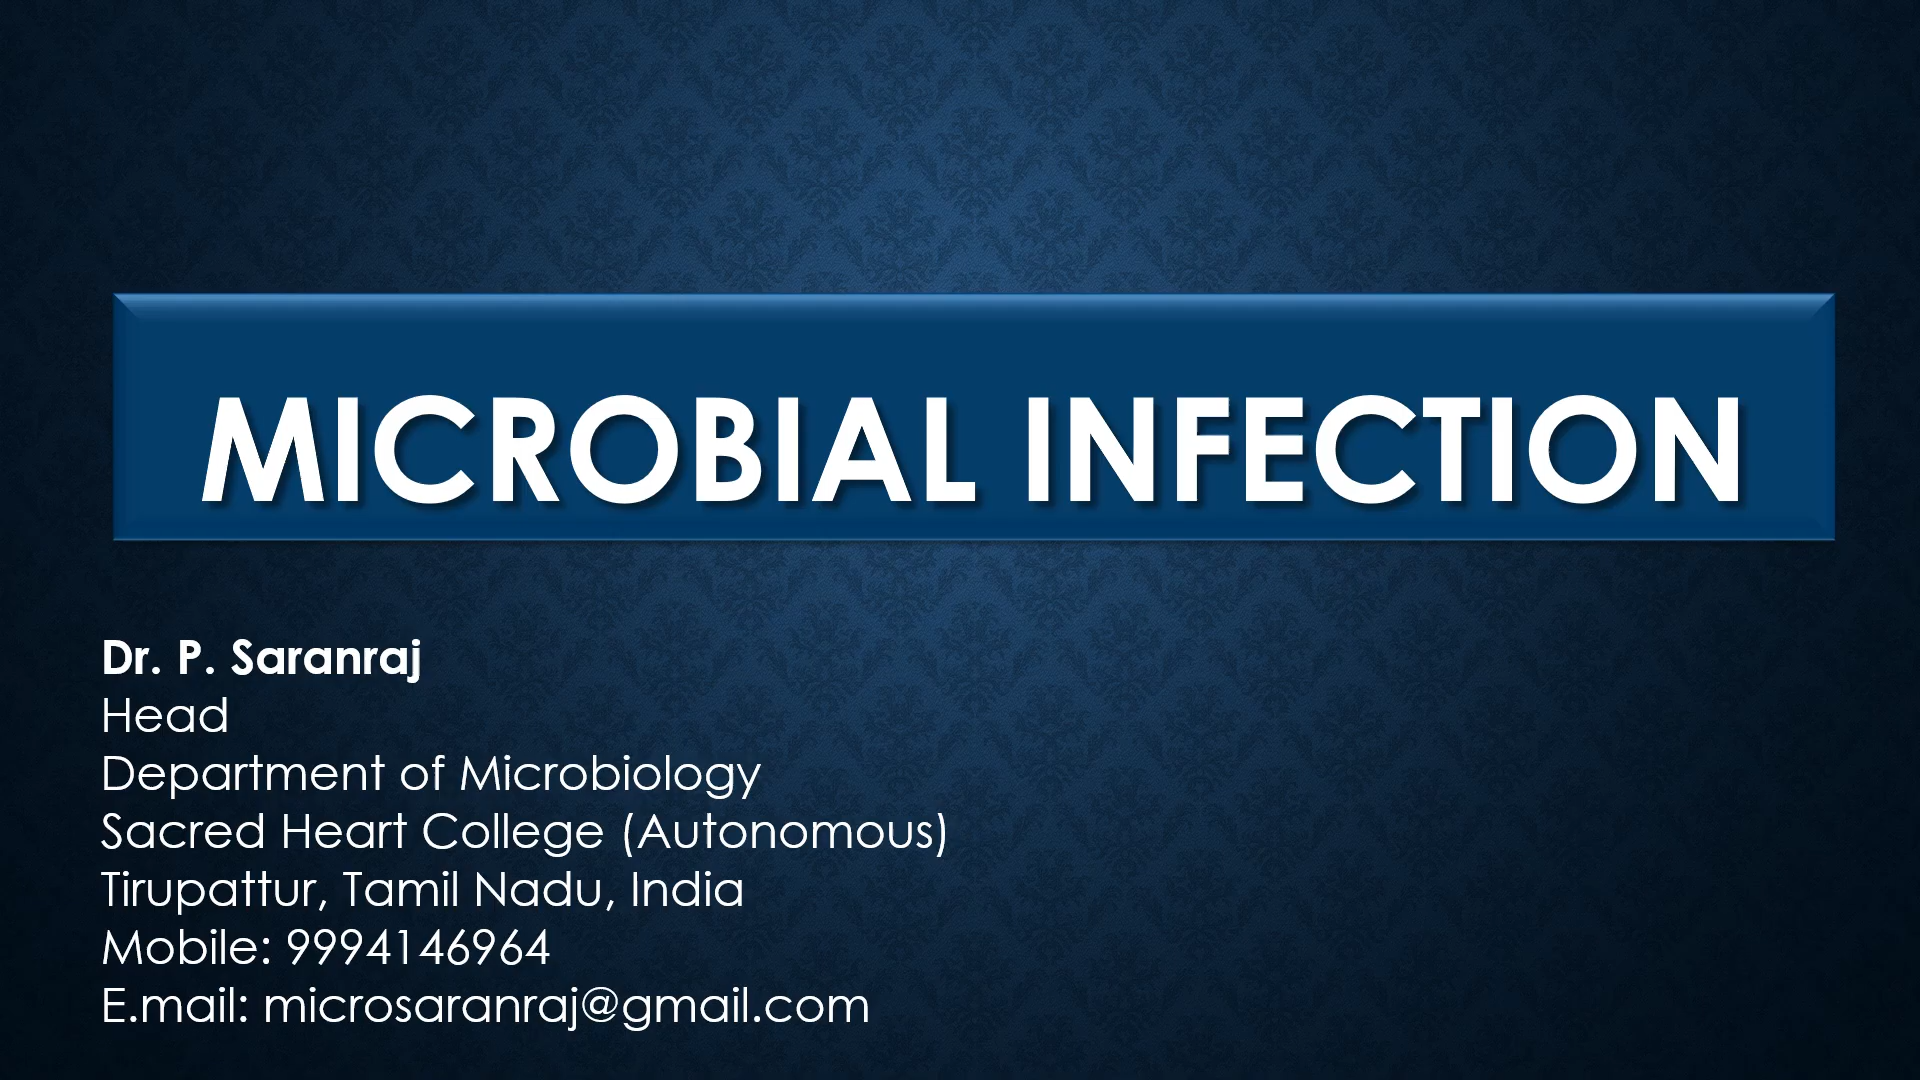 MICROBIAL INFECTION
Dr. P. Saranraj
Head
Department of Microbiology
Sacred Heart College (Autonomous)
Tirupattur, Tamil Nadu, India
Mobile: 9994146964
E.mail: microsaranraj@gmail.com